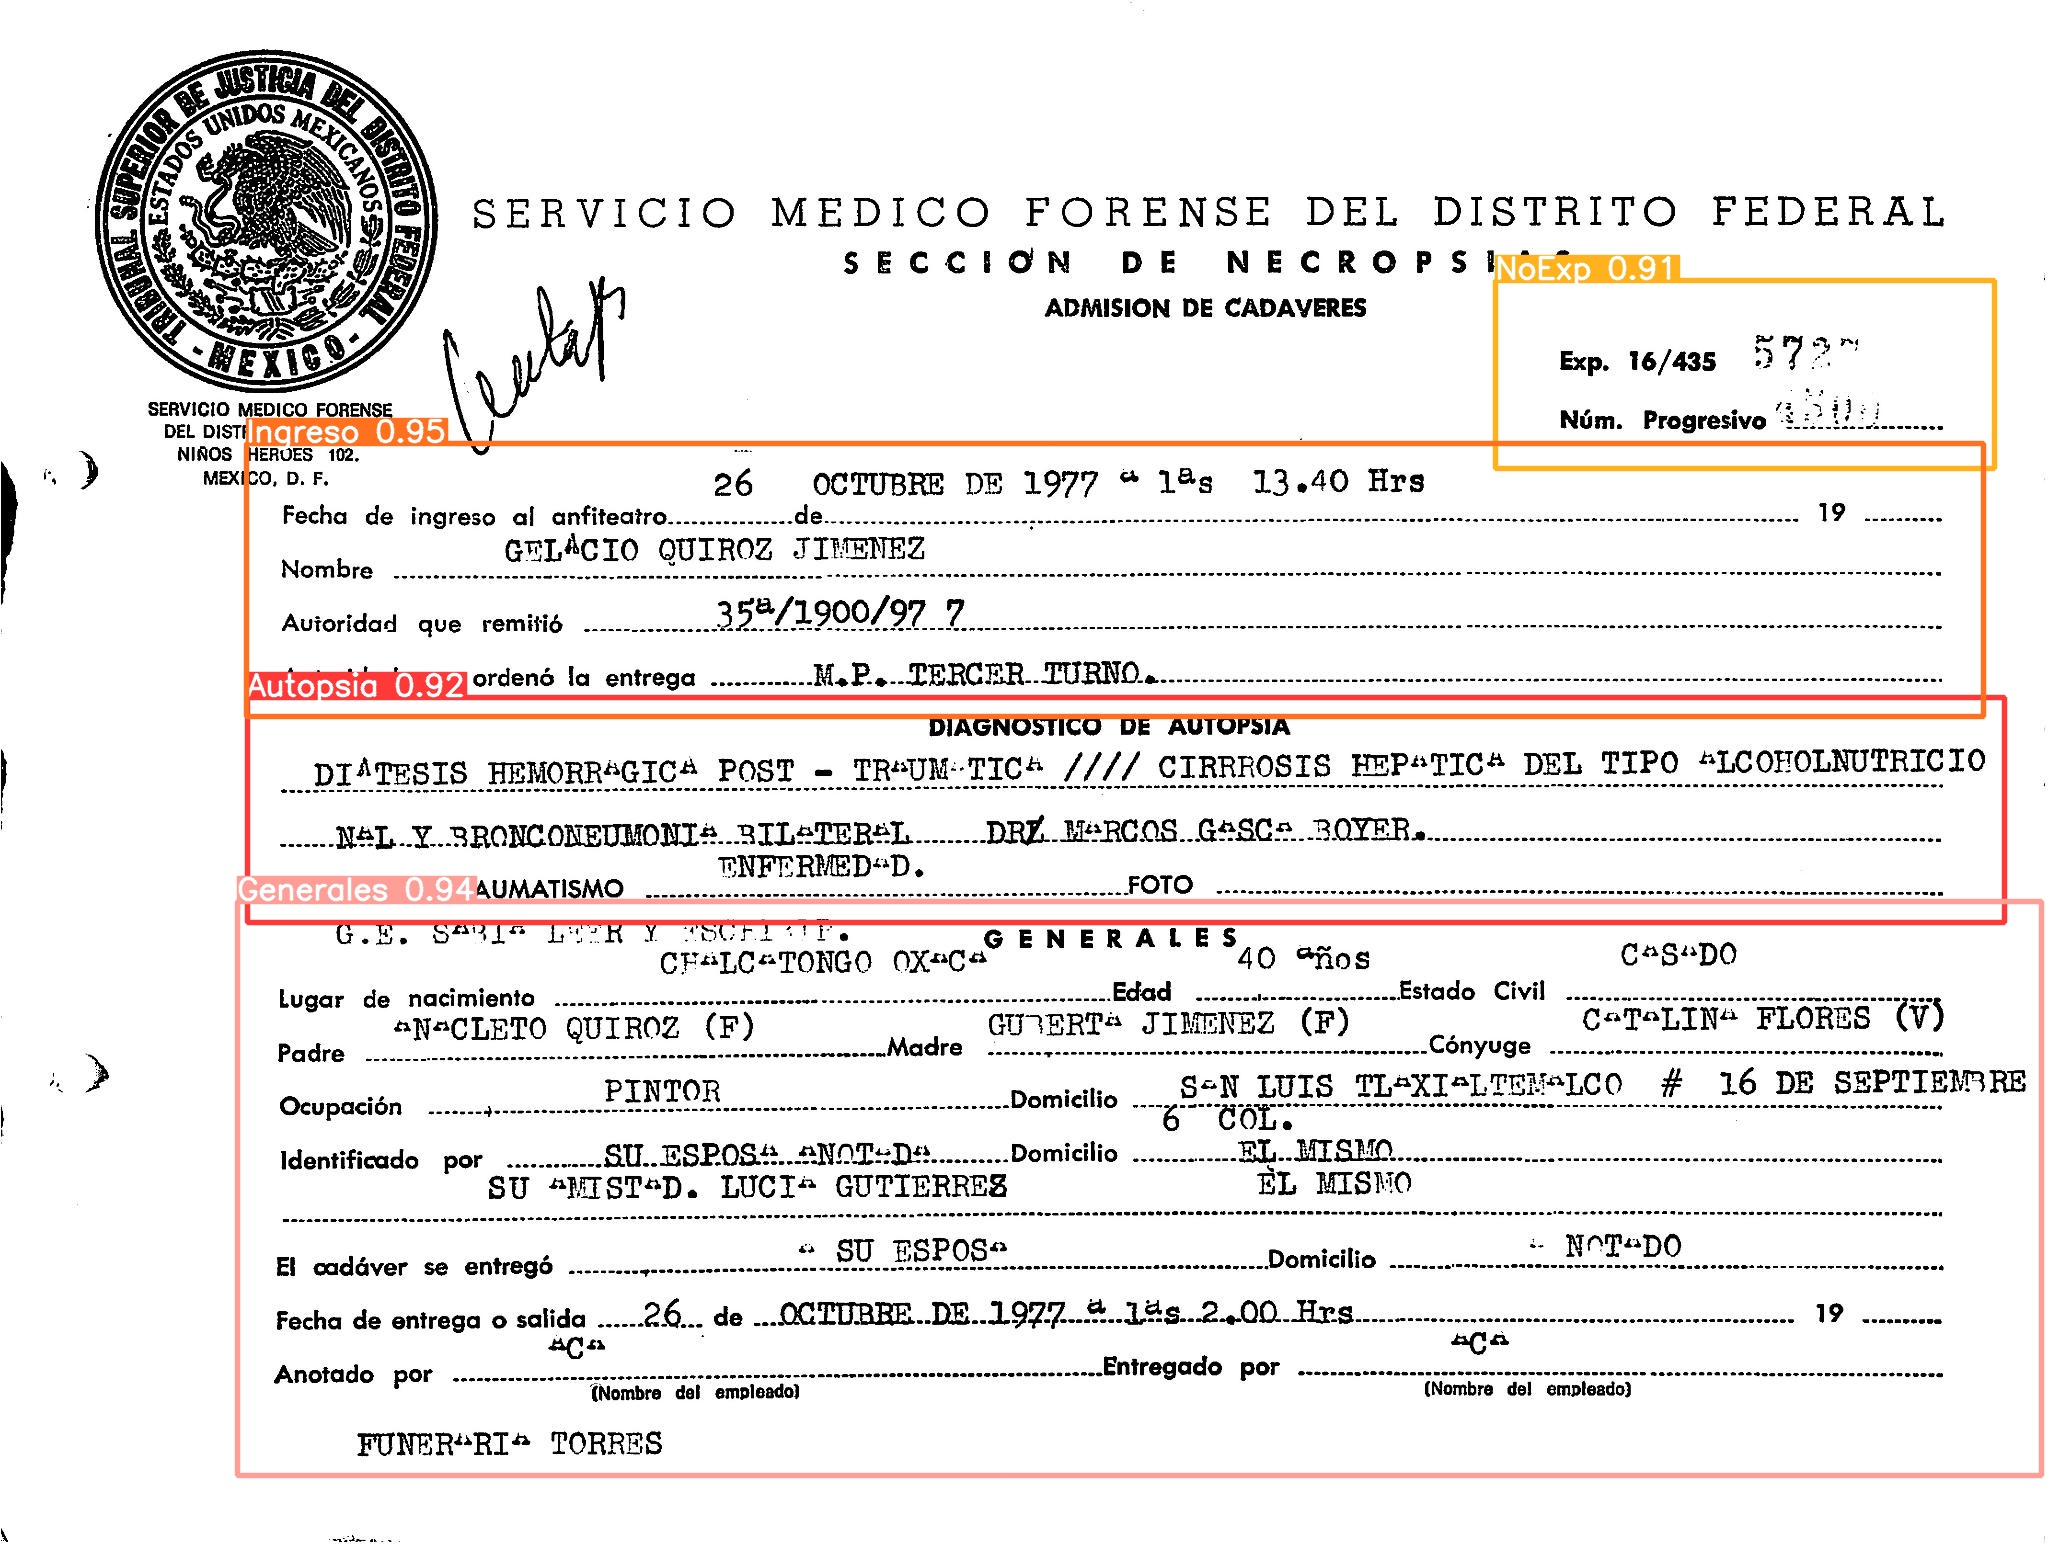 TRIBUNAL SUPERIOR DE JUSTICIA DEL DISTRITO FEDERAL
ESTADOS UNIDOS MEXICANOS
- MEXICO -
SERVICIO MEDICO FORENSE DEL DISTRITO FEDERAL
SECCION DE NECROPSIAS
NoExp 0.91
ADMISION DE CADAVERES
Exp. 16/435 572
Núm. Progresivo
SERVICIO MEDICO FORENSE
DEL DIST
Ingreso 0.95
NIÑOS HEROES 102.
MEXICO, D. F.
26 OCTUBRE DE 1977 a las 13.40 Hrs
Fecha de ingreso al anfiteatro de 19
GELACIO QUIROZ JIMENEZ
Nombre
35a/1900/97 7
Autoridad que remitió
Autopsia 0.92 ordenó la entrega M.P. TERCER TURNO.
DIAGNOSTICO DE AUTOPSIA
DIATESIS HEMORRAGICA POST - TRAUMATICA //// CIRRROSIS HEPATICA DEL TIPO ALCOHOLNUTRICIO
NAL Y BRONCONEUMONIA BILATERAL DR MARCOS GASCA BOYER.
ENFERMEDAD.
Generales 0.94 AUMATISMO FOTO
G.E. SABIA LEER Y ESCRIBIR.
GENERALES
CHALCATONGO OXACA 40 años CASADO
Lugar de nacimiento Edad Estado Civil
ANACLETO QUIROZ (F) GUBERTA JIMENEZ (F) CATALINA FLORES (V)
Padre Madre Cónyuge
PINTOR SAN LUIS TLAXIALTEMALCO # 16 DE SEPTIEMBRE
Ocupación Domicilio
6 COL.
Identificado por SU ESPOSA ANOTADA Domicilio EL MISMO
SU AMISTAD. LUCIA GUTIERREZ EL MISMO
A SU ESPOSA A NOTADO
El cadáver se entregó Domicilio
Fecha de entrega o salida 26 de OCTUBRE DE 1977 a las 2.00 Hrs 19
ACA ACA
Anotado por Entregado por
(Nombre del empleado) (Nombre del empleado)
FUNERARIA TORRES